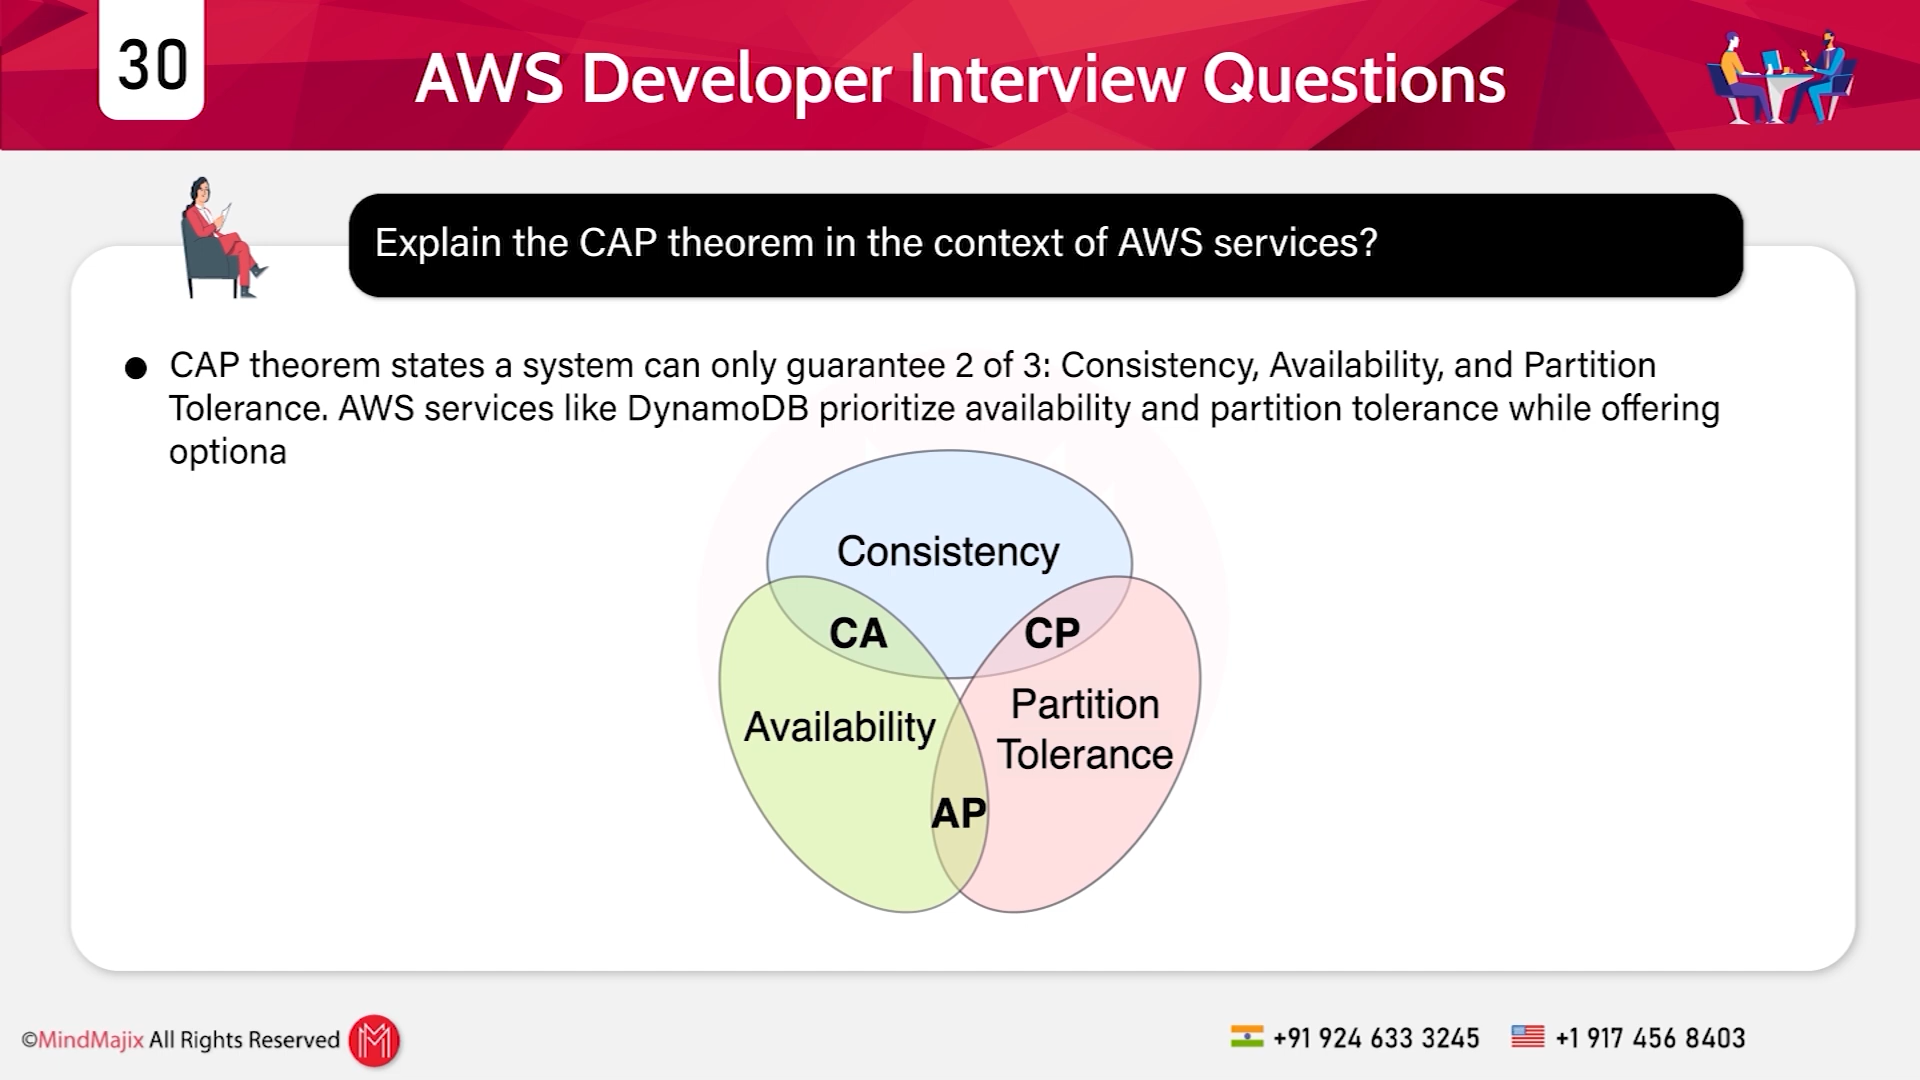 30
AWS Developer Interview Questions
Explain the CAP theorem in the context of AWS services?
● CAP theorem states a system can only guarantee 2 of 3: Consistency, Availability, and Partition
Tolerance. AWS services like DynamoDB prioritize availability and partition tolerance while offering
optiona
Consistency
CA
CP
Availability
Partition
Tolerance
AP
©MindMajix All Rights Reserved
+91 924 633 3245
+1 917 456 8403